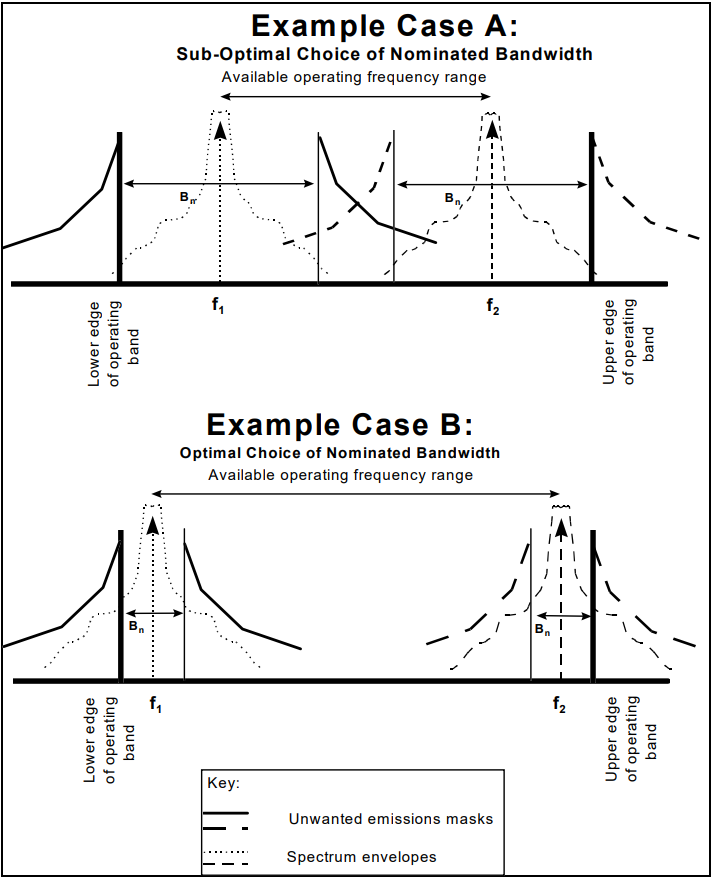 Example Case A:
Sub-Optimal Choice of Nominated Bandwidth
Available operating frequency range
Bn
Bn
f1
f2
Lower edge
of operating
band
Upper edge
of operating
band
Example Case B:
Optimal Choice of Nominated Bandwidth
Available operating frequency range
Bn
Bn
f1
f2
Lower edge
of operating
band
Upper edge
of operating
band
Key:
Unwanted emissions masks
Spectrum envelopes